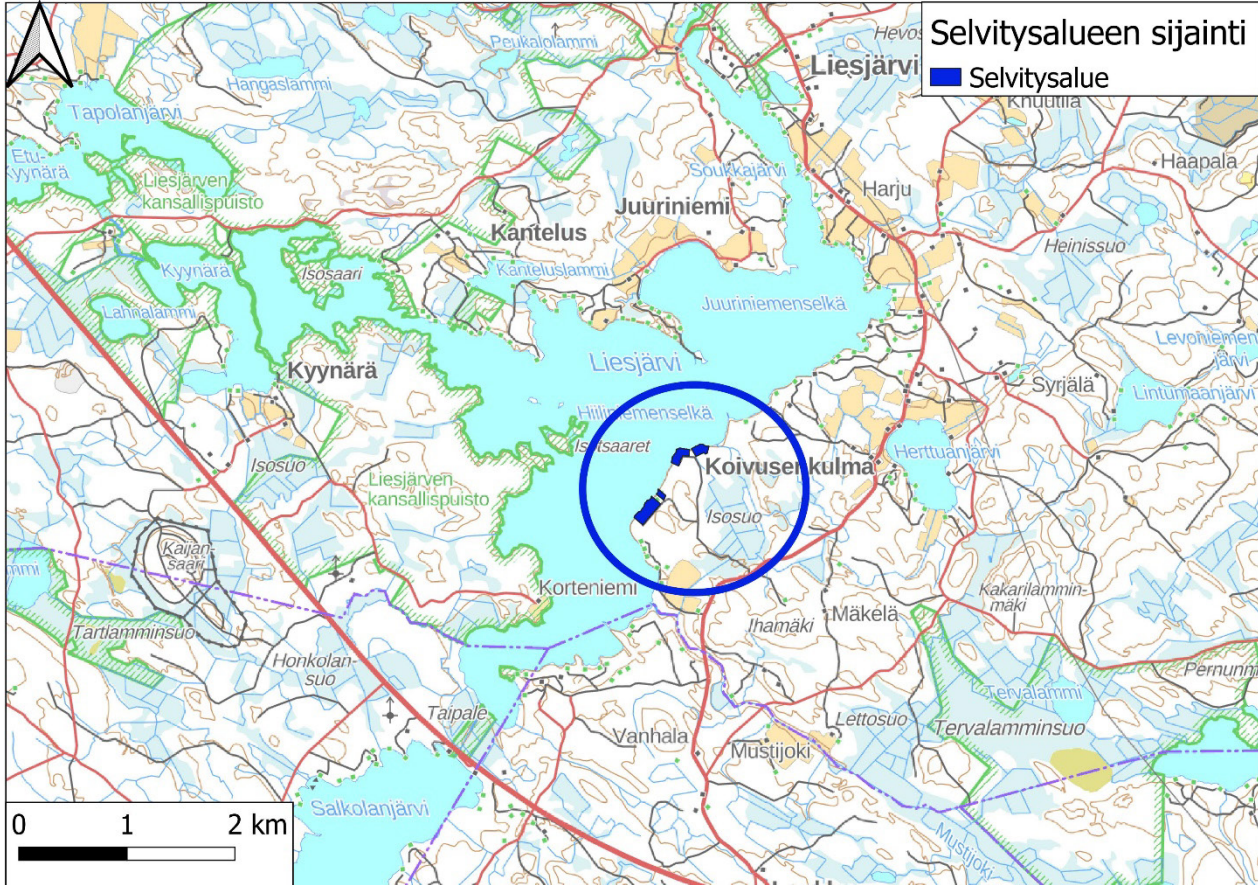 Selvitysalueen sijainti
Selvitysalue
Peukalolammi
Liesjärvi
Hangaslammi
Tapolanjärvi
Knuutila
Etu-
Kyynärä
Liesjärven
kansallispuisto
Soukkajärvi
Haapala
Harju
Juuriniemi
Kantelus
Heinissuo
Kyynärä
Isosaari
Kanteluslammi
Lahnalammi
Juuriniemenselkä
Levoniemen
järvi
Liesjärvi
Kyynärä
Syrjälä
Lintumaanjärvi
Hiiliniemenselkä
Isosaaret
Koivusenkulma
Herttuanjärvi
Isosuo
Liesjärven
kansallispuisto
Isosuo
Kaijan-
saari
Korteniemi
Kakarilammin-
mäki
Ihamäki
Mäkelä
Tartlamminsuo
Honkolan-
suo
Pernunm
Tervalammi
Taipale
Lettosuo
Tervalamminsuo
Vanhala
Mustijoki
Salkolanjärvi
Mustijoki
0 1 2 km